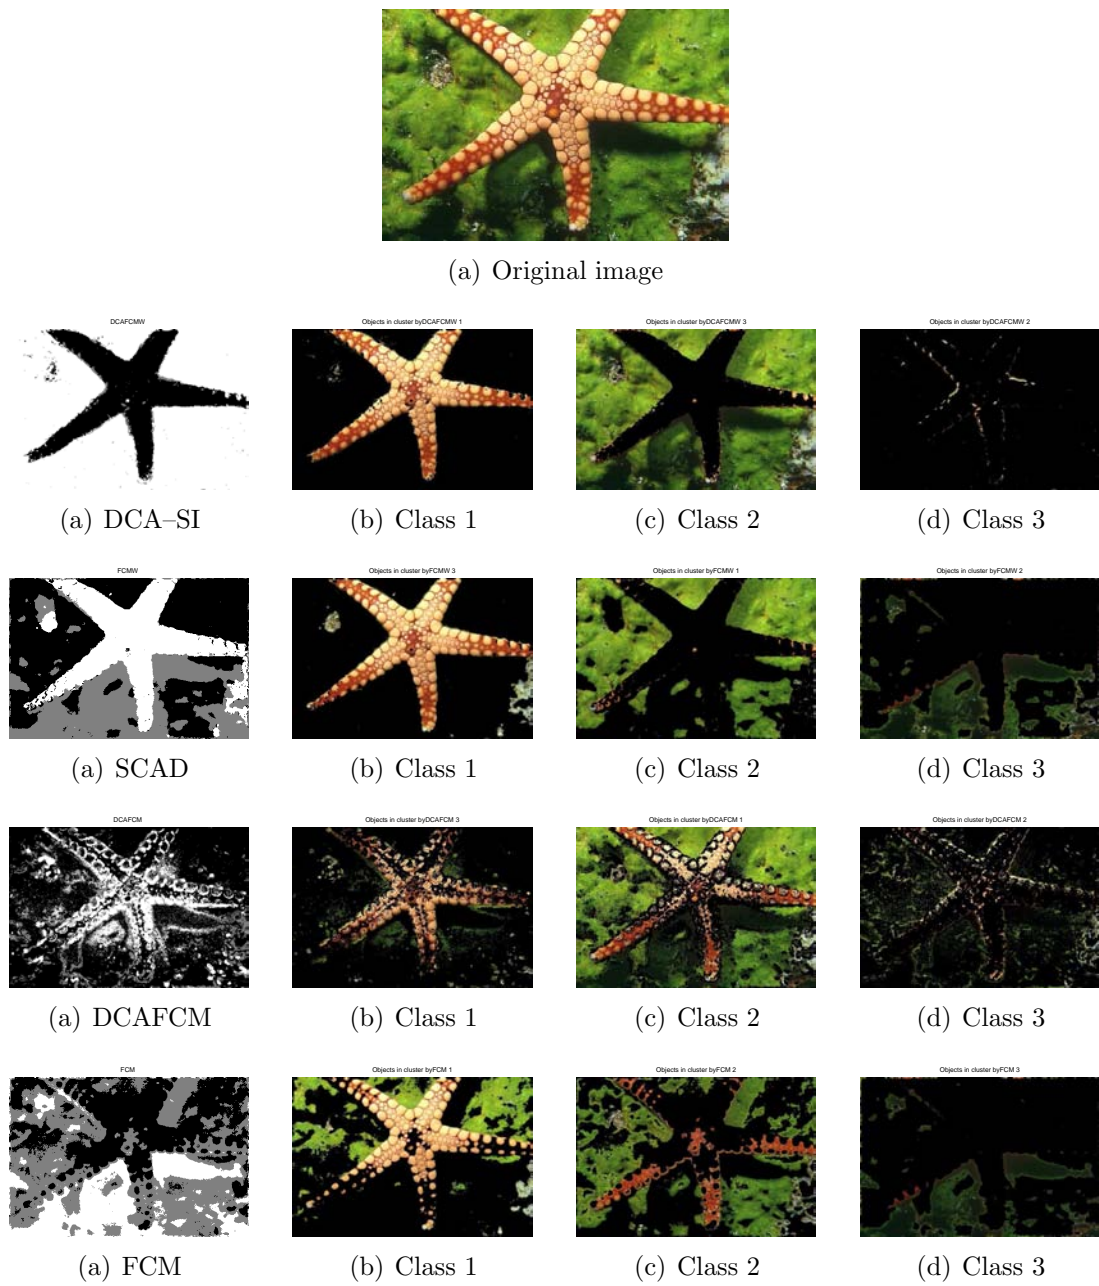 (a) Original image
DCAFCMW
Objects in cluster byDCAFCMW 1
Objects in cluster byDCAFCMW 3
Objects in cluster byDCAFCMW 2
(a) DCA–SI
(b) Class 1
(c) Class 2
(d) Class 3
FCMW
Objects in cluster byFCMW 3
Objects in cluster byFCMW 1
Objects in cluster byFCMW 2
(a) SCAD
(b) Class 1
(c) Class 2
(d) Class 3
DCAFCM
Objects in cluster byDCAFCM 3
Objects in cluster byDCAFCM 1
Objects in cluster byDCAFCM 2
(a) DCAFCM
(b) Class 1
(c) Class 2
(d) Class 3
FCM
Objects in cluster byFCM 1
Objects in cluster byFCM 2
Objects in cluster byFCM 3
(a) FCM
(b) Class 1
(c) Class 2
(d) Class 3